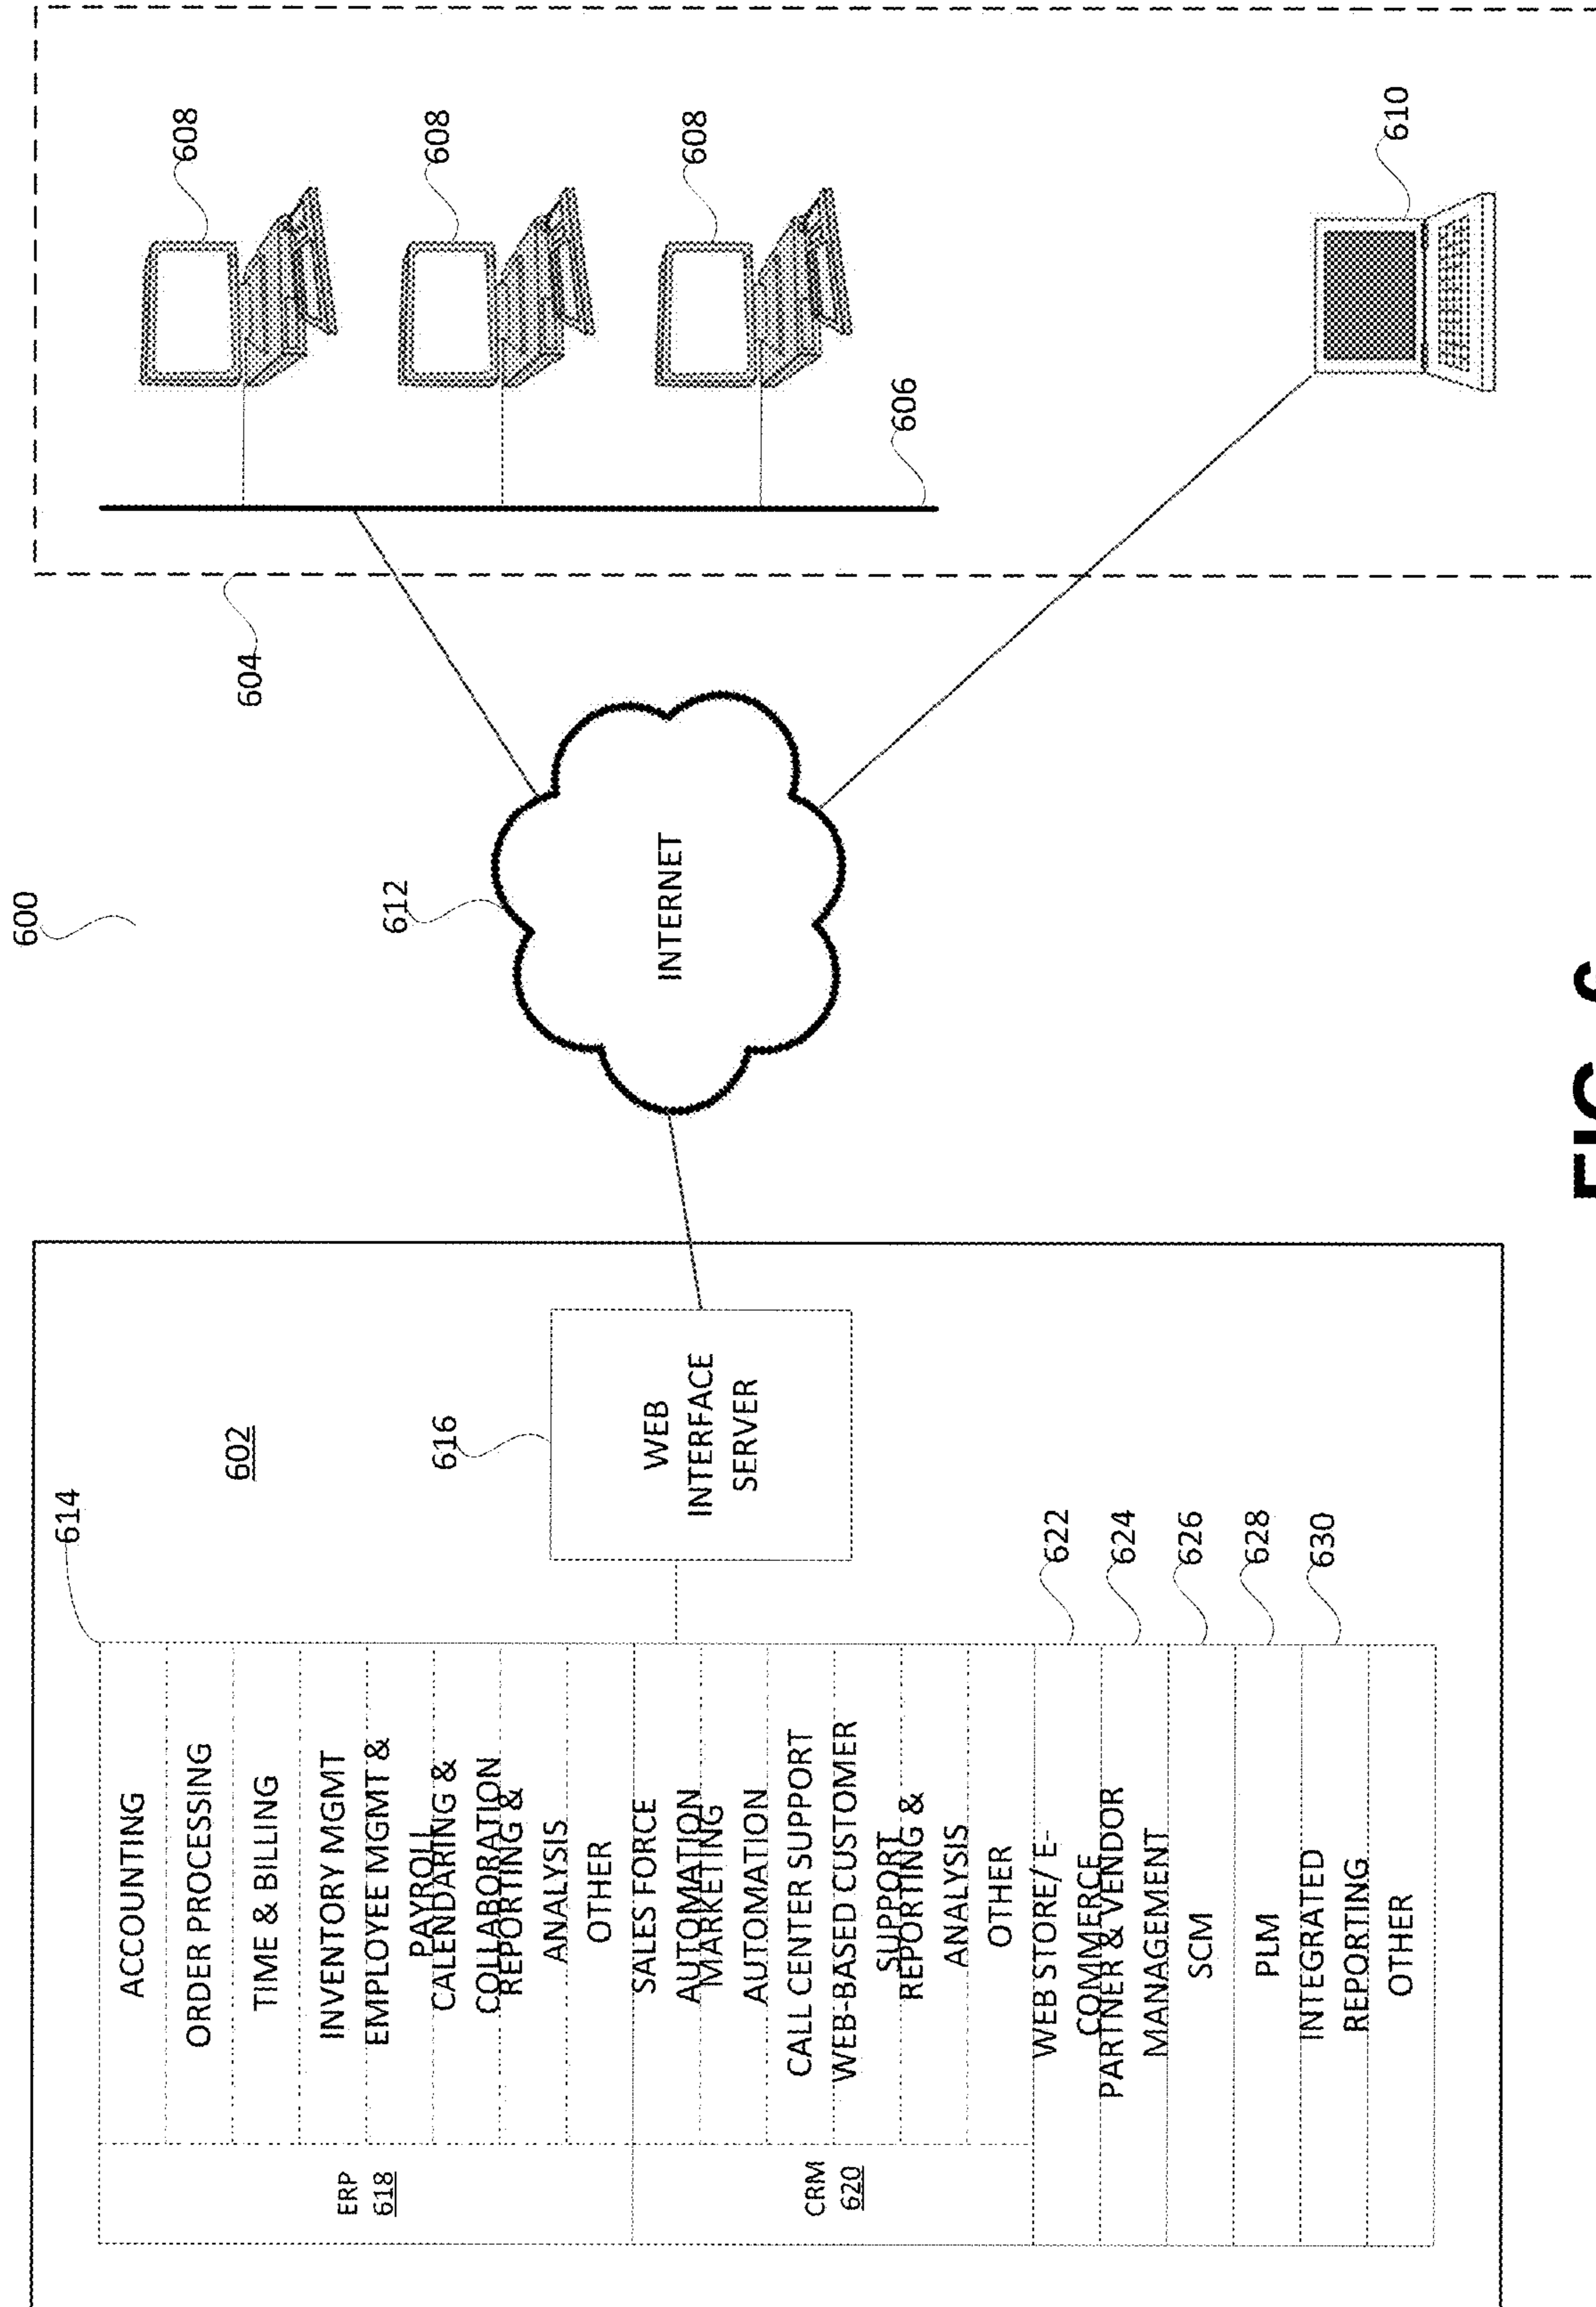 600
602
614
ACCOUNTING
ORDER PROCESSING
TIME & BILLING
INVENTORY MGMT
EMPLOYEE MGMT &
PAYROLL
CALENDARING &
COLLABORATION
REPORTING &
ANALYSIS
OTHER
ERP
618
SALES FORCE
AUTOMATION
MARKETING
AUTOMATION
CALL CENTER SUPPORT
WEB-BASED CUSTOMER
SUPPORT
REPORTING &
ANALYSIS
OTHER
CRM
620
WEB STORE/ E-
COMMERCE
622
PARTNER & VENDOR
MANAGEMENT
624
SCM
626
PLM
628
INTEGRATED
REPORTING
630
OTHER
616
WEB
INTERFACE
SERVER
612
INTERNET
604
608
608
608
606
610